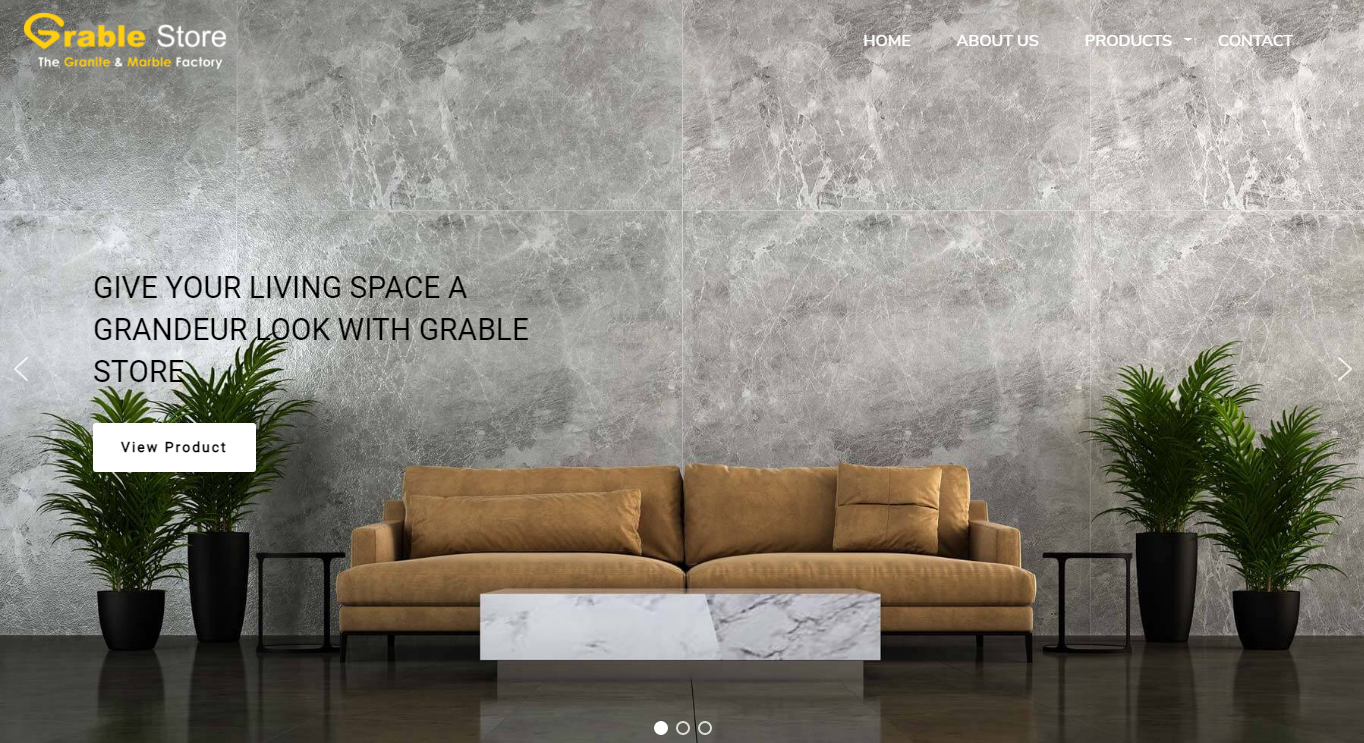 Grable Store
The Granite & Marble Factory
HOME
ABOUT US
PRODUCTS
CONTACT
GIVE YOUR LIVING SPACE A
GRANDEUR LOOK WITH GRABLE
STORE
View Product